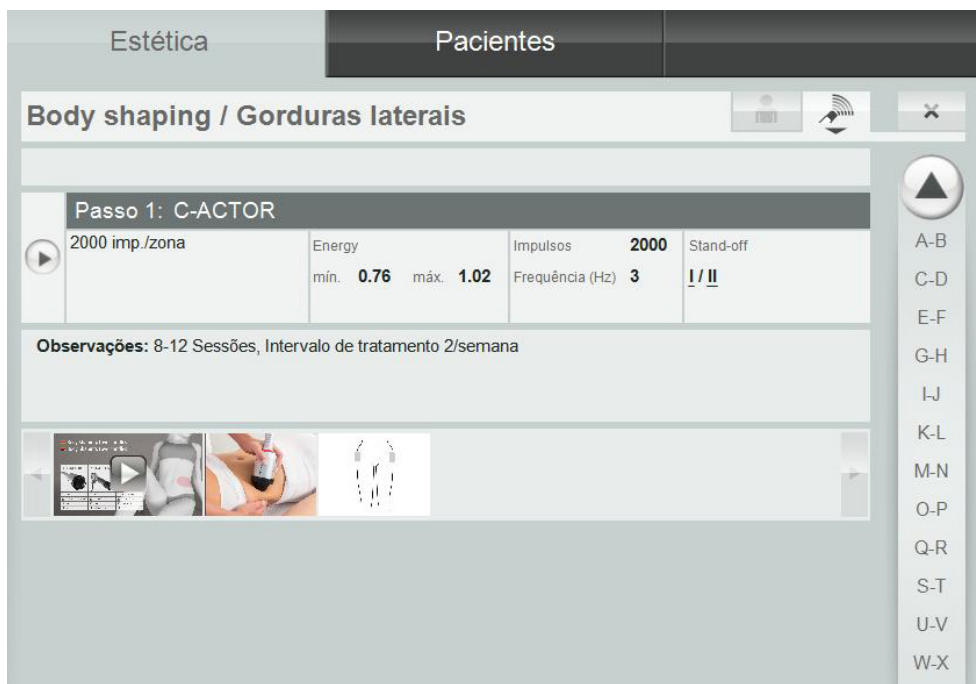 Estética
Pacientes
Body shaping / Gorduras laterais
Passo 1: C-ACTOR
2000 imp./zona
Energy
mín. 0.76 máx. 1.02
Impulsos 2000
Frequência (Hz) 3
Stand-off
I / II
Observações: 8-12 Sessões, Intervalo de tratamento 2/semana
A-B
C-D
E-F
G-H
I-J
K-L
M-N
O-P
Q-R
S-T
U-V
W-X